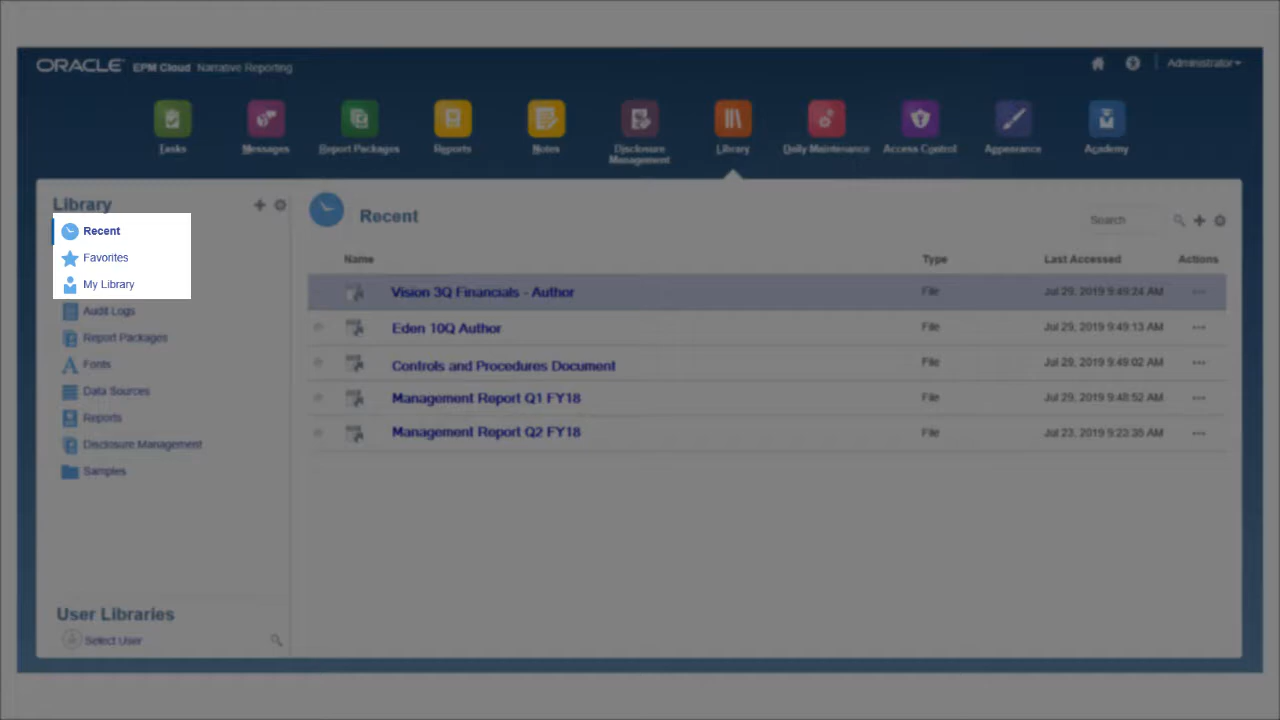 ORACLE EPM Cloud Narrative Reporting
Administrator
Tasks
Messages
Report Packages
Reports
Notes
Disclosure Management
Library
Daily Maintenance
Access Control
Appearance
Academy
Library
Recent
Favorites
My Library
Audit Logs
Report Packages
Fonts
Data Sources
Reports
Disclosure Management
Samples
User Libraries
Select User
Recent
Search
Name Type Last Accessed Actions
Vision 3Q Financials - Author File Jul 29, 2019 9:49:24 AM
Eden 10Q Author File Jul 29, 2019 9:49:13 AM
Controls and Procedures Document File Jul 29, 2019 9:49:02 AM
Management Report Q1 FY18 File Jul 29, 2019 9:48:52 AM
Management Report Q2 FY18 File Jul 23, 2019 9:23:35 AM